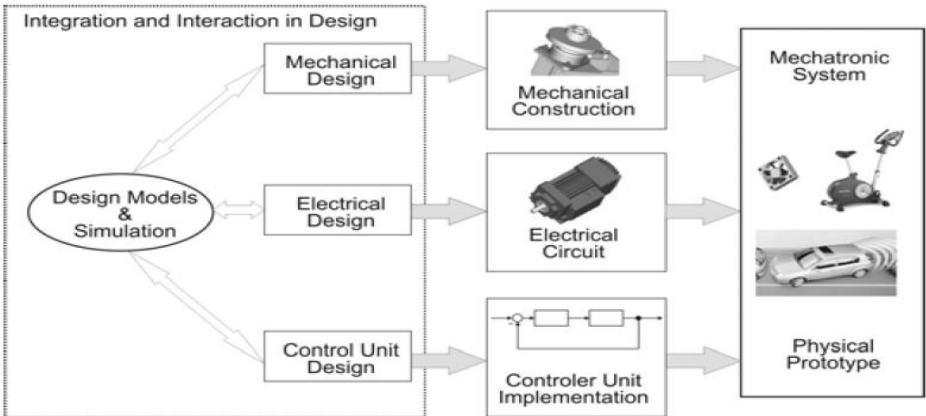 Integration and Interaction in Design
Mechanical
Design
Mechanical
Construction
Mechatronic
System
Design Models
&
Simulation
Electrical
Design
Electrical
Circuit
Control Unit
Design
Controler Unit
Implementation
Physical
Prototype